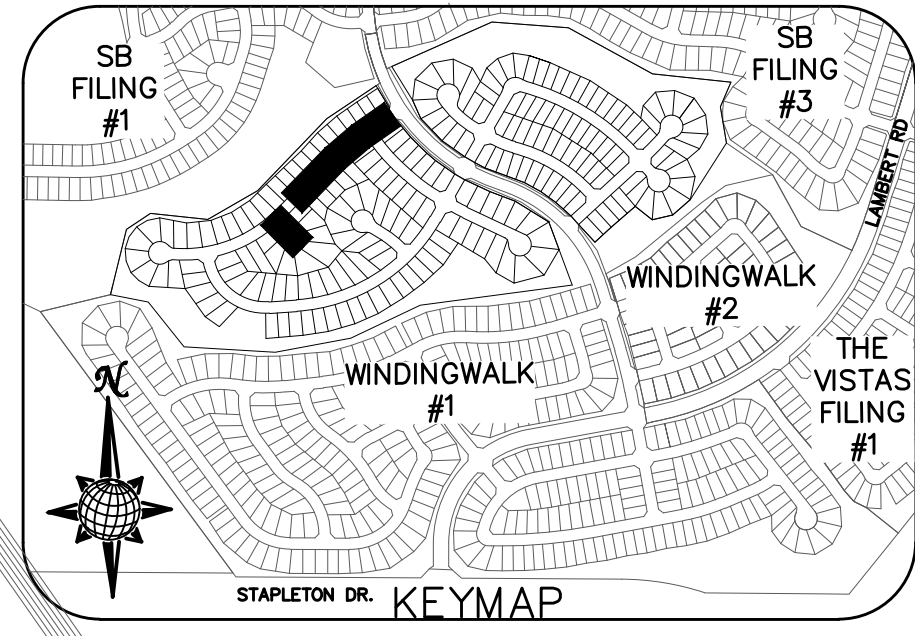 SB
FILING
#1
SB
FILING
#3
LAMBERT RD
WINDINGWALK
#2
WINDINGWALK
#1
THE
VISTAS
FILING
#1
N
STAPLETON DR.
KEYMAP